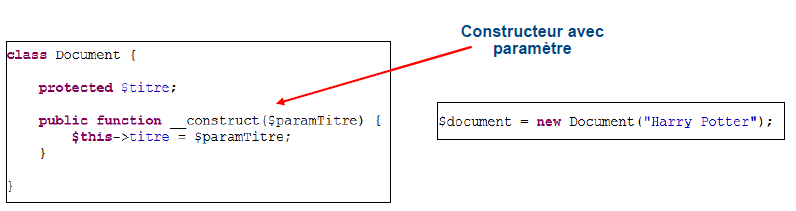 Constructeur avec
paramètre
class Document {
protected $titre;
public function __construct($paramTitre) {
$this->titre = $paramTitre;
}
}
$document = new Document("Harry Potter");